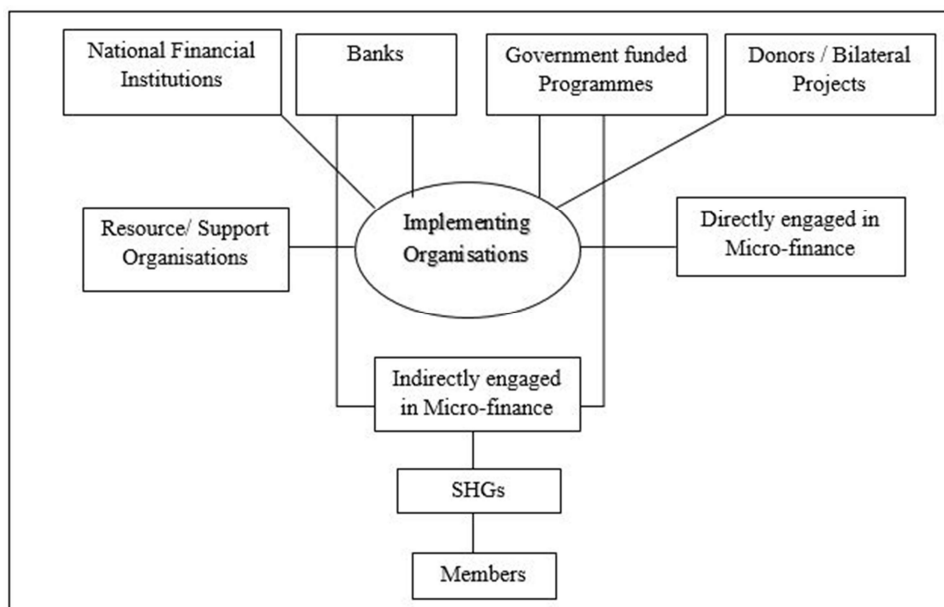 National Financial
Institutions
Banks
Government funded
Programmes
Donors / Bilateral
Projects
Resource/ Support
Organisations
Implementing
Organisations
Directly engaged in
Micro-finance
Indirectly engaged
in Micro-finance
SHGs
Members